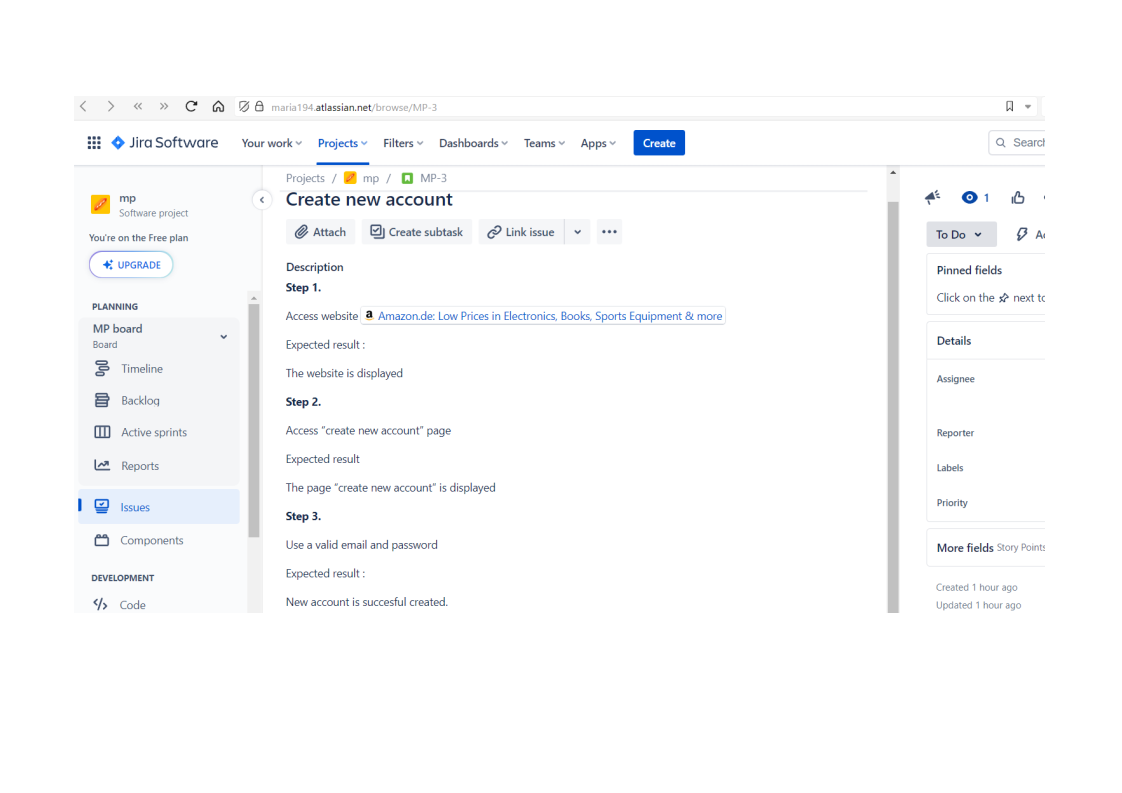 maria194.atlassian.net/browse/MP-3
Jira Software Your work Projects Filters Dashboards Teams Apps Create Search
mp
Software project
You're on the Free plan
UPGRADE
PLANNING
MP board
Board
Timeline
Backlog
Active sprints
Reports
Issues
Components
DEVELOPMENT
Code
Projects / mp / MP-3
Create new account
Attach Create subtask Link issue
Description
Step 1.
Access website Amazon.de: Low Prices in Electronics, Books, Sports Equipment & more
Expected result :
The website is displayed
Step 2.
Access “create new account” page
Expected result
The page “create new account” is displayed
Step 3.
Use a valid email and password
Expected result :
New account is succesful created.
1
To Do
Pinned fields
Click on the next to
Details
Assignee
Reporter
Labels
Priority
More fields Story Points
Created 1 hour ago
Updated 1 hour ago